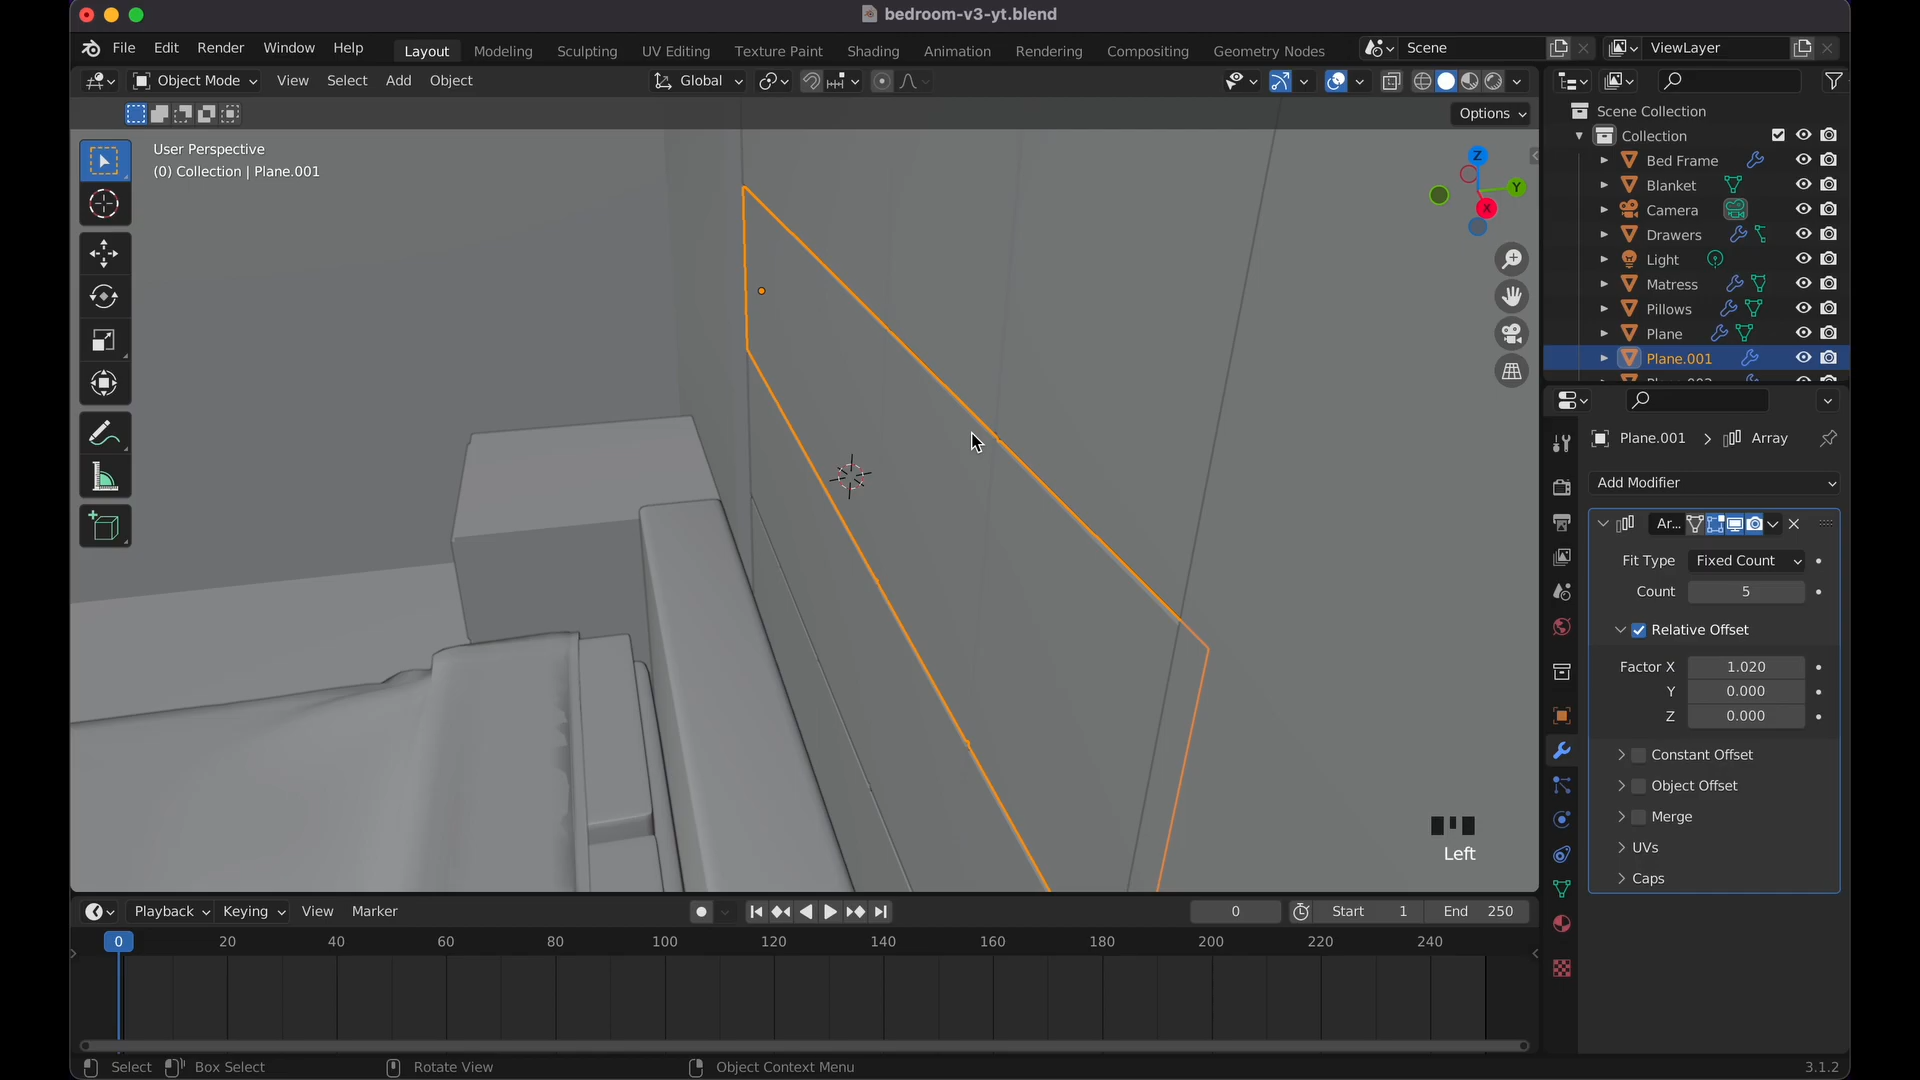 bedroom-v3-yt.blend
File Edit Render Window Help Layout Modeling Sculpting UV Editing Texture Paint Shading Animation Rendering Compositing Geometry Nodes Scene ViewLayer
Object Mode View Select Add Object Global
Options
User Perspective
(0) Collection | Plane.001
Z
Y
X
Scene Collection
Collection
Bed Frame
Blanket
Camera
Drawers
Light
Matress
Pillows
Plane
Plane.001
Plane.001 Array
Add Modifier
Ar...
Fit Type Fixed Count
Count 5
Relative Offset
Factor X 1.020
Y 0.000
Z 0.000
Constant Offset
Object Offset
Merge
UVs
Caps
Left
Playback Keying View Marker 0 Start 1 End 250
0 20 40 60 80 100 120 140 160 180 200 220 240
Select Box Select Rotate View Object Context Menu 3.1.2